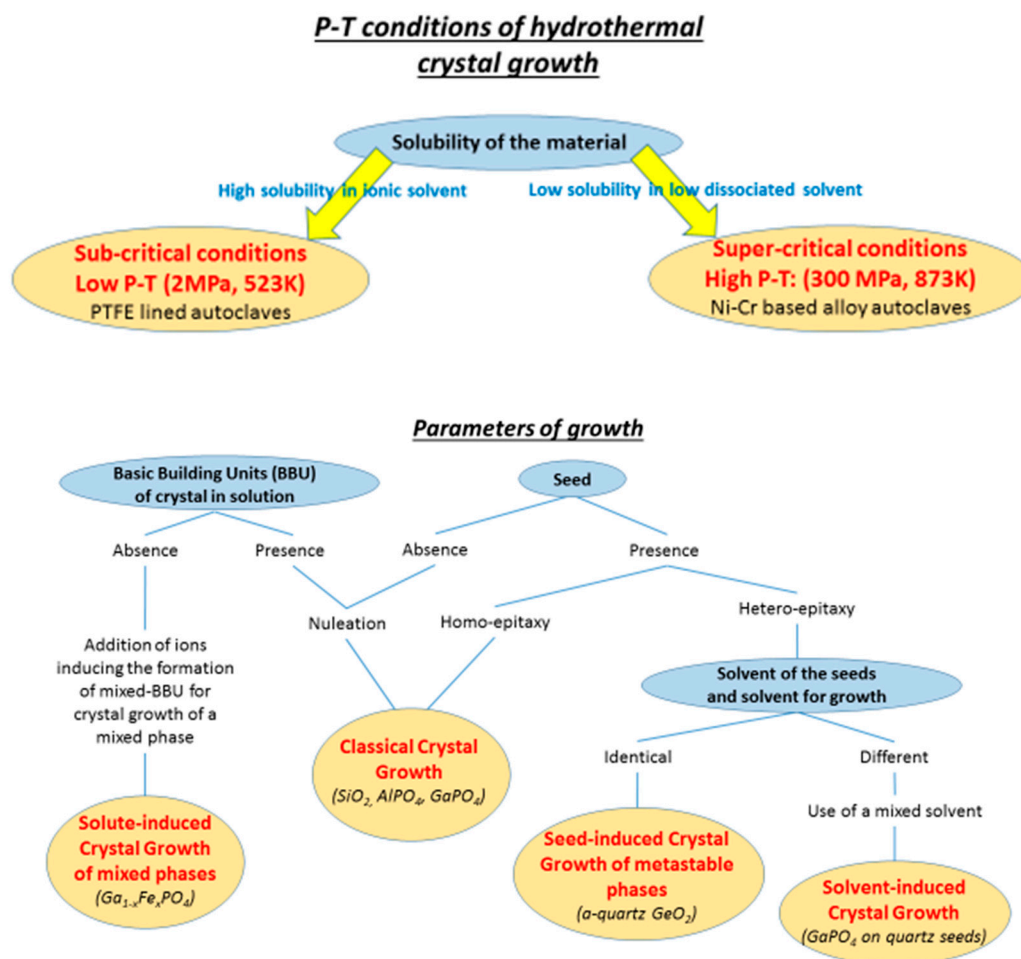 P-T conditions of hydrothermal
crystal growth
Solubility of the material
High solubility in ionic solvent
Low solubility in low dissociated solvent
Sub-critical conditions
Low P-T (2MPa, 523K)
PTFE lined autoclaves
Super-critical conditions
High P-T: (300 MPa, 873K)
Ni-Cr based alloy autoclaves
Parameters of growth
Basic Building Units (BBU)
of crystal in solution
Seed
Absence
Presence
Absence
Presence
Nuleation
Homo-epitaxy
Hetero-epitaxy
Addition of ions
inducing the formation
of mixed-BBU for
crystal growth of a
mixed phase
Solvent of the seeds
and solvent for growth
Classical Crystal
Growth
(SiO2, AlPO4, GaPO4)
Identical
Different
Use of a mixed solvent
Solute-induced
Crystal Growth
of mixed phases
(Ga1-xFexPO4)
Seed-induced Crystal
Growth of metastable
phases
(α-quartz GeO2)
Solvent-induced
Crystal Growth
(GaPO4 on quartz seeds)